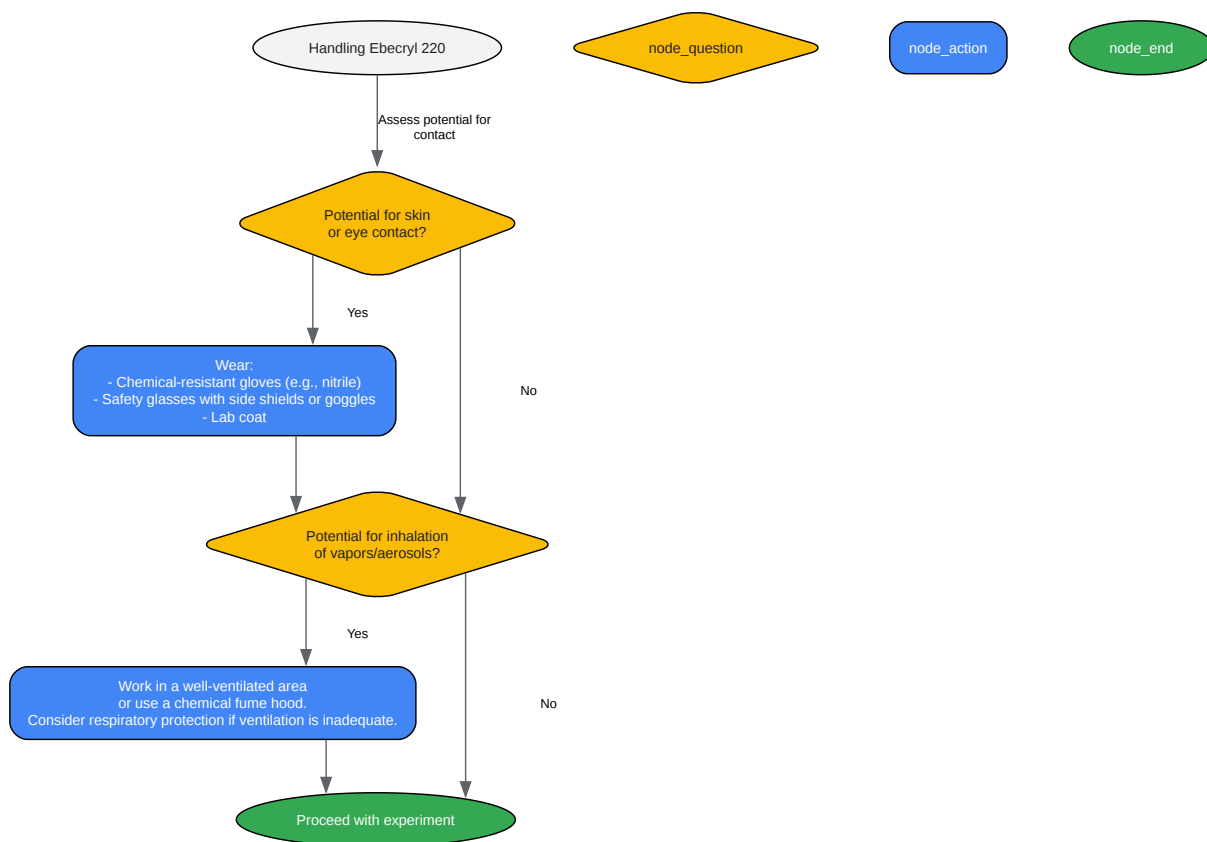 Handling Ebecryl 220
node_question
node_action
node_end
Assess potential for
contact
Potential for skin
or eye contact?
Yes
Wear:
- Chemical-resistant gloves (e.g., nitrile)
- Safety glasses with side shields or goggles
- Lab coat
No
Potential for inhalation
of vapors/aerosols?
Yes
Work in a well-ventilated area
or use a chemical fume hood.
Consider respiratory protection if ventilation is inadequate.
No
Proceed with experiment